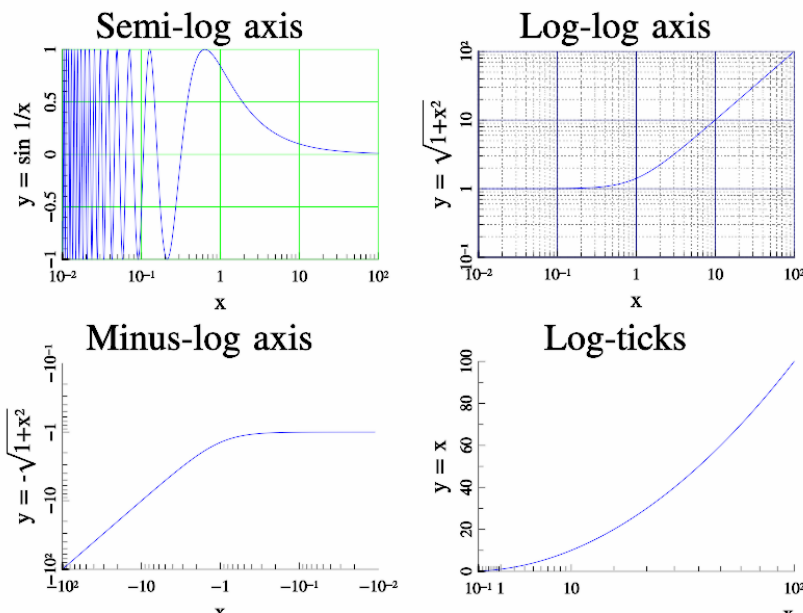 Semi-log axis
1
0.5
0
−0.5
−1
y = sin 1/x
10⁻² 10⁻¹ 1 10 10²
x
Log-log axis
10²
10
1
10⁻¹
y = √1+x²
10⁻² 10⁻¹ 1 10 10²
x
Minus-log axis
−10⁻¹
−1
−10
−10²
y = -√1+x²
−10² −10 −1 −10⁻¹ −10⁻²
x
Log-ticks
100
80
60
40
20
0
y = x
10⁻¹ 1 10 10²
x